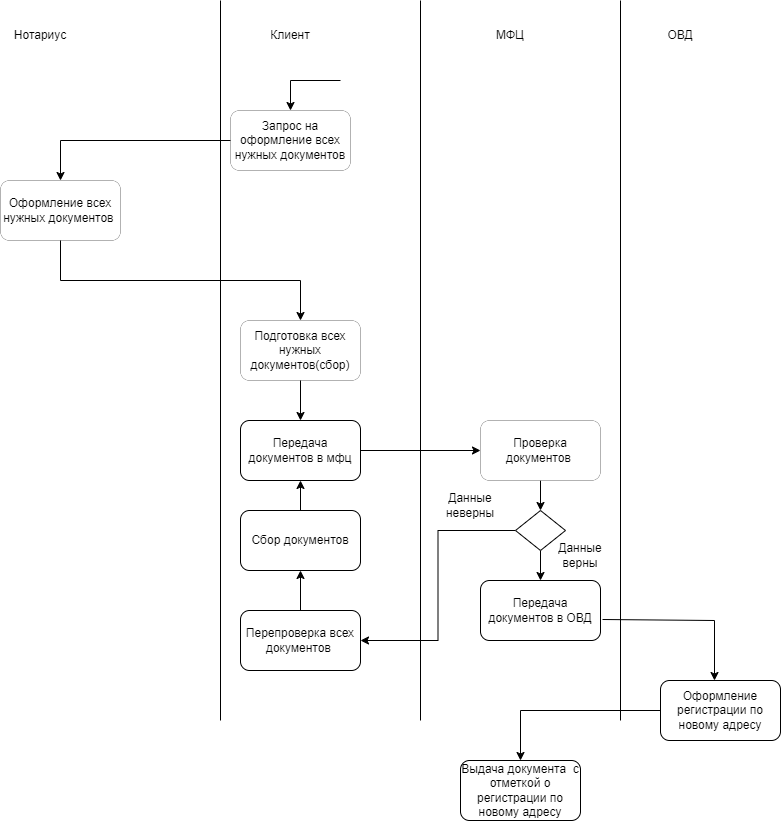 Нотариус
Клиент
МФЦ
ОВД
Запрос на
оформление всех
нужных документов
Оформление всех
нужных документов
Подготовка всех
нужных
документов(сбор)
Передача
документов в мфц
Проверка
документов
Данные
неверны
Сбор документов
Данные
верны
Передача
документов в ОВД
Перепроверка всех
документов
Оформление
регистрации по
новому адресу
Выдача документа с
отметкой о
регистрации по
новому адресу